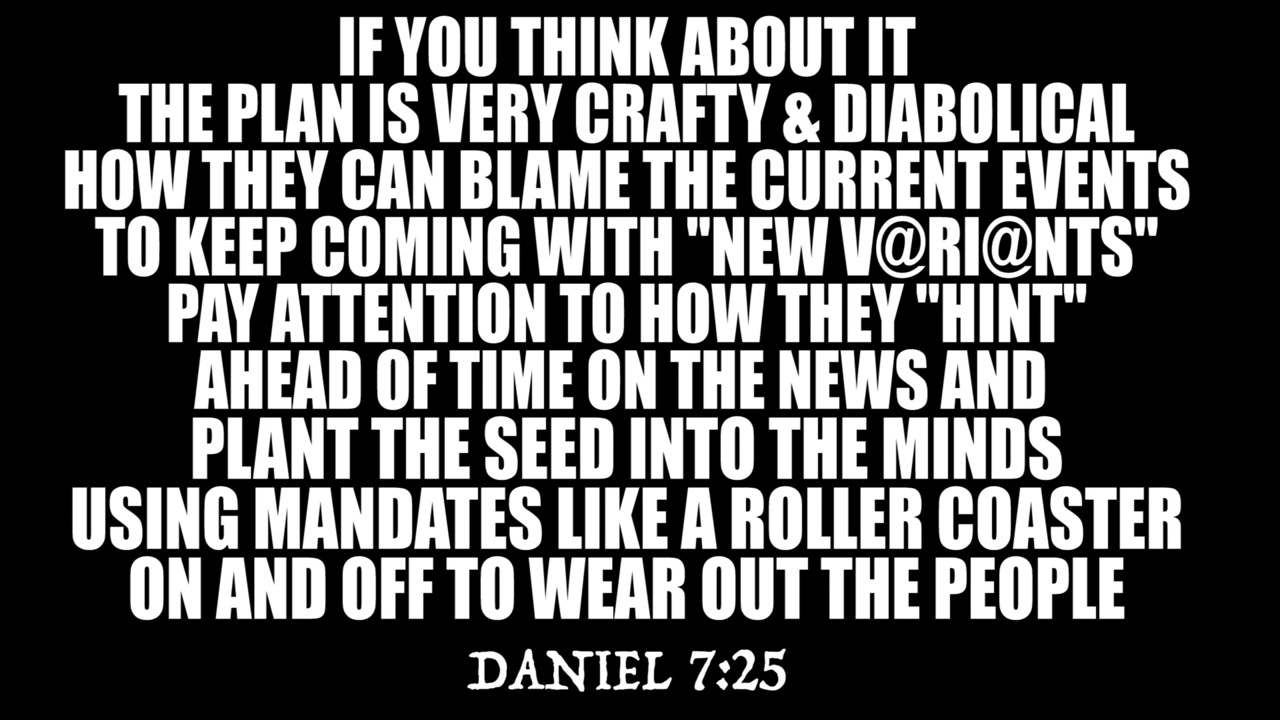 IF YOU THINK ABOUT IT
THE PLAN IS VERY CRAFTY & DIABOLICAL
HOW THEY CAN BLAME THE CURRENT EVENTS
TO KEEP COMING WITH "NEW V@RI@NTS"
PAY ATTENTION TO HOW THEY "HINT"
AHEAD OF TIME ON THE NEWS AND
PLANT THE SEED INTO THE MINDS
USING MANDATES LIKE A ROLLER COASTER
ON AND OFF TO WEAR OUT THE PEOPLE
DANIEL 7:25